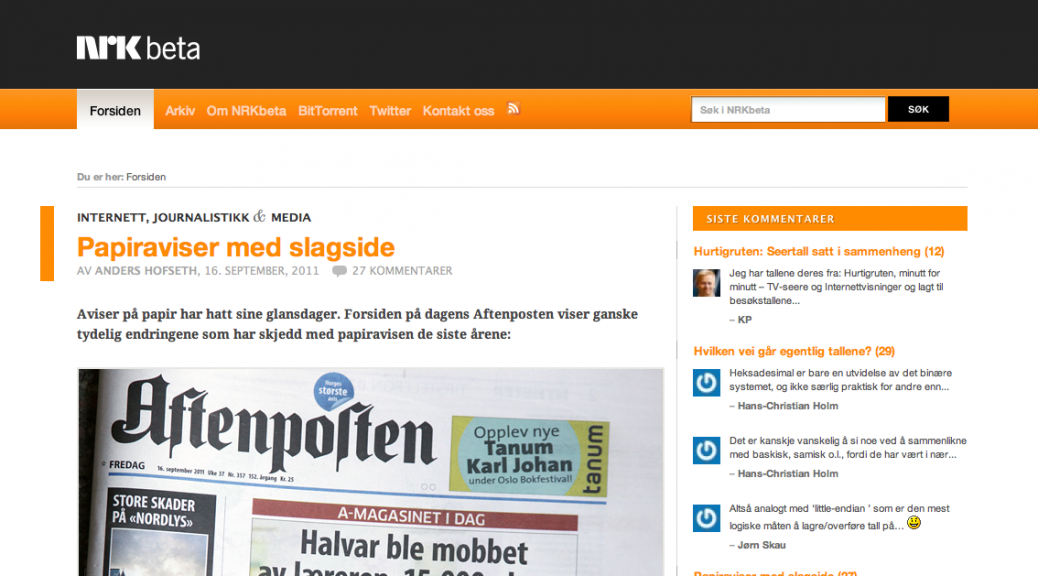 NRK beta
Forsiden Arkiv Om NRKbeta BitTorrent Twitter Kontakt oss
Søk i NRKbeta SØK
Du er her: Forsiden
INTERNETT, JOURNALISTIKK & MEDIA
Papiraviser med slagside
AV ANDERS HOFSETH, 16. SEPTEMBER, 2011 27 KOMMENTARER
Aviser på papir har hatt sine glansdager. Forsiden på dagens Aftenposten viser ganske
tydelig endringene som har skjedd med papiravisen de siste årene:
Norges
største
avis
Aftenposten
FREDAG 16. september 2011 Uke 37 Nr. 357 152. årgang Kr. 25
Opplev nye
Tanum
Karl Johan
under Oslo Bokfestival!
tanum
STORE SKADER
PÅ «NORDLYS»
A-MAGASINET I DAG
Halvar ble mobbet
av læreren. 15.000
SISTE KOMMENTARER
Hurtigruten: Seertall satt i sammenheng (12)
Jeg har tallene deres fra: Hurtigruten, minutt for
minutt – TV-seere og Internettvisninger og lagt til
besøkstallene...
– KP
Hvilken vei går egentlig tallene? (29)
Heksadesimal er bare en utvidelse av det binære
systemet, og ikke særlig praktisk for andre enn...
– Hans-Christian Holm
Det er kanskje vanskelig å si noe ved å sammenlikne
med baskisk, samisk o.l., fordi de har vært i nær...
– Hans-Christian Holm
Altså analogt med 'little-endian ' som er den mest
logiske måten å lagre/overføre tall på...
– Jørn Skau
Papiraviser med slagside (27)